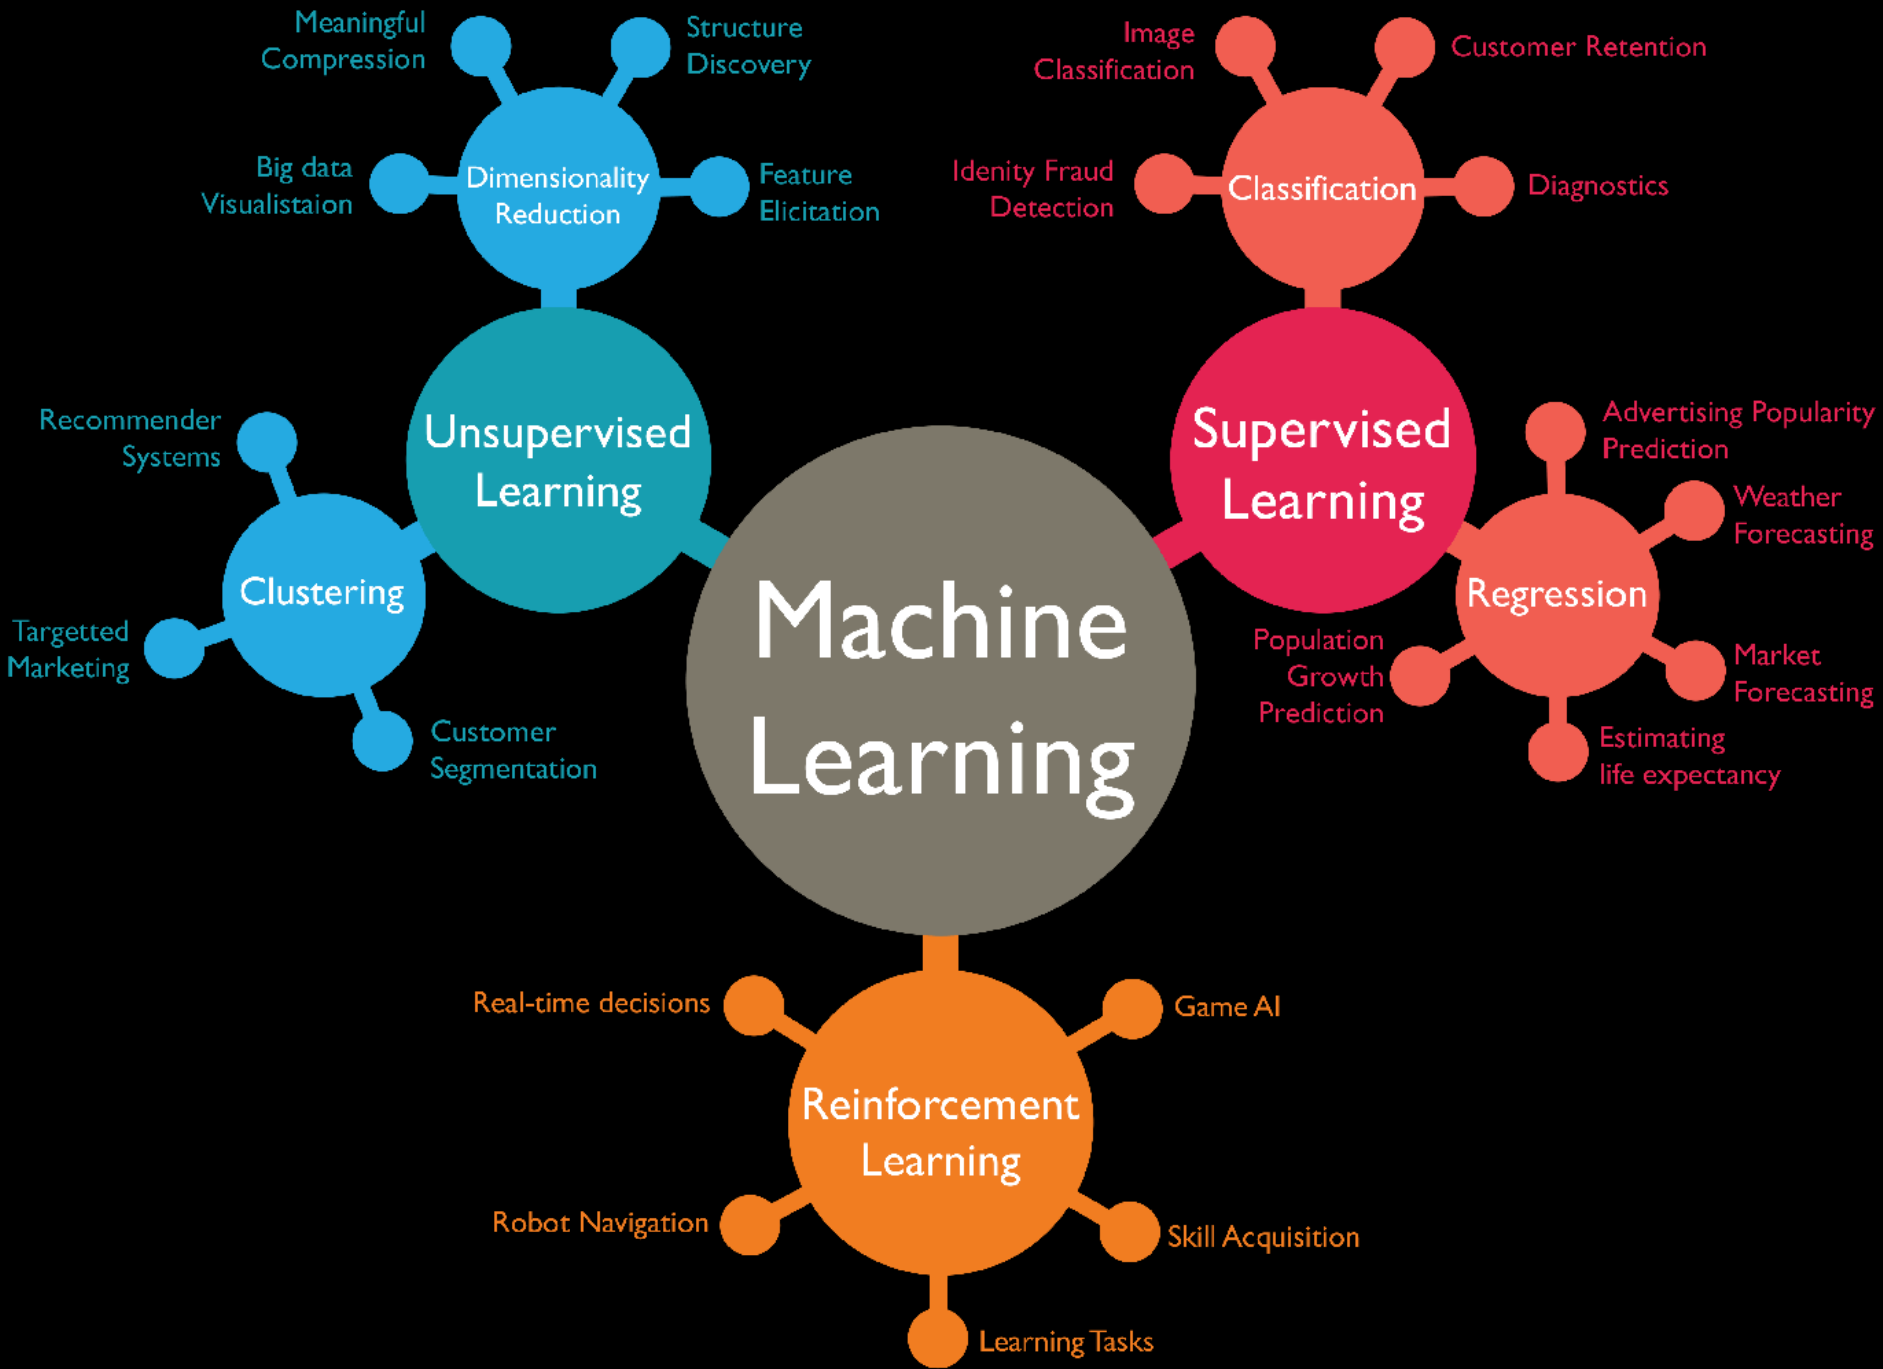 Meaningful
Compression
Structure
Discovery
Big data
Visualistaion
Dimensionality
Reduction
Feature
Elicitation
Image
Classification
Customer Retention
Idenity Fraud
Detection
Classification
Diagnostics
Unsupervised
Learning
Recommender
Systems
Clustering
Targetted
Marketing
Customer
Segmentation
Supervised
Learning
Advertising Popularity
Prediction
Weather
Forecasting
Regression
Population
Growth
Prediction
Market
Forecasting
Estimating
life expectancy
Machine
Learning
Real-time decisions
Game AI
Reinforcement
Learning
Robot Navigation
Skill Acquisition
Learning Tasks